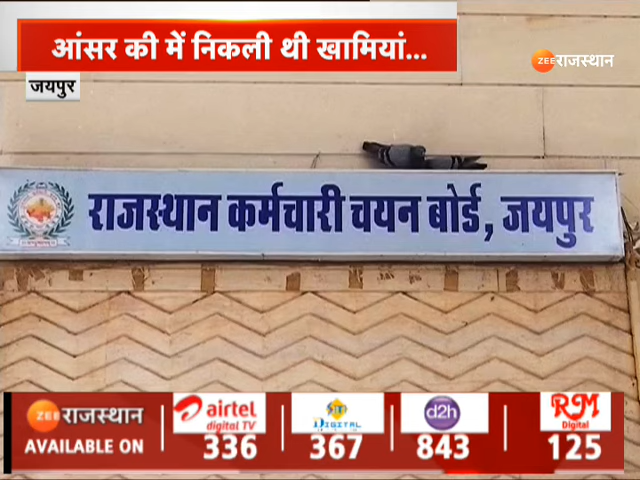 आंसर की में निकली थी खामियां...
जयपुर
ZEE राजस्थान
राजस्थान कर्मचारी चयन बोर्ड, जयपुर
ZEE राजस्थान
AVAILABLE ON
airtel
digital TV
336
DIGITAL
367
d2h
843
RM
Digital
125